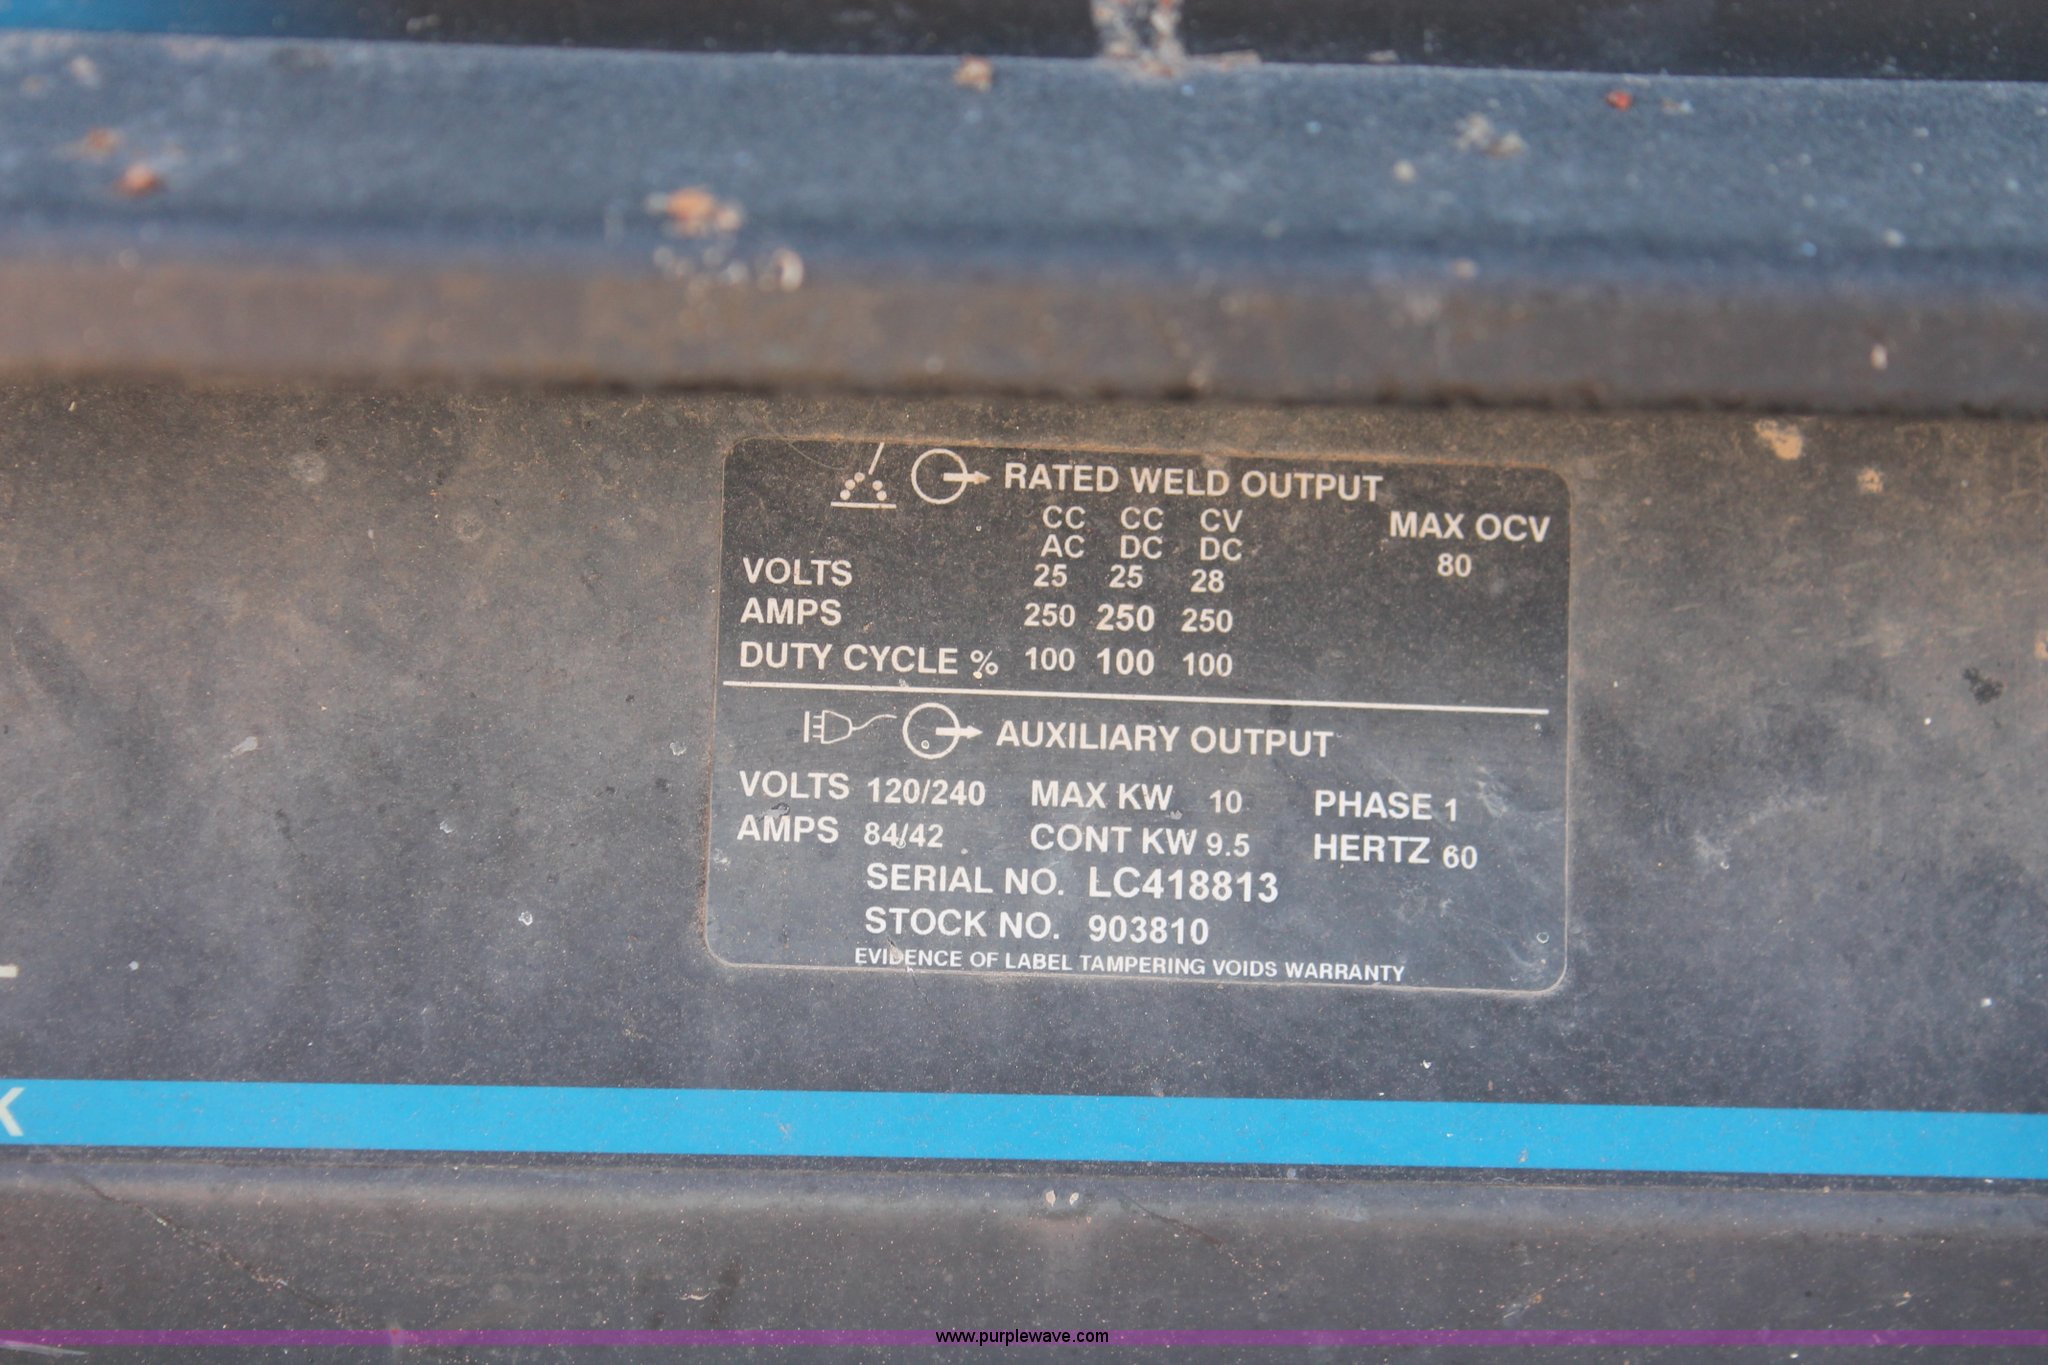 RATED WELD OUTPUT
CC CC CV MAX OCV
AC DC DC
VOLTS 25 25 28 80
AMPS 250 250 250
DUTY CYCLE % 100 100 100
AUXILIARY OUTPUT
VOLTS 120/240 MAX KW 10 PHASE 1
AMPS 84/42 CONT KW 9.5 HERTZ 60
SERIAL NO. LC418813
STOCK NO. 903810
EVIDENCE OF LABEL TAMPERING VOIDS WARRANTY
K
www.purplewave.com